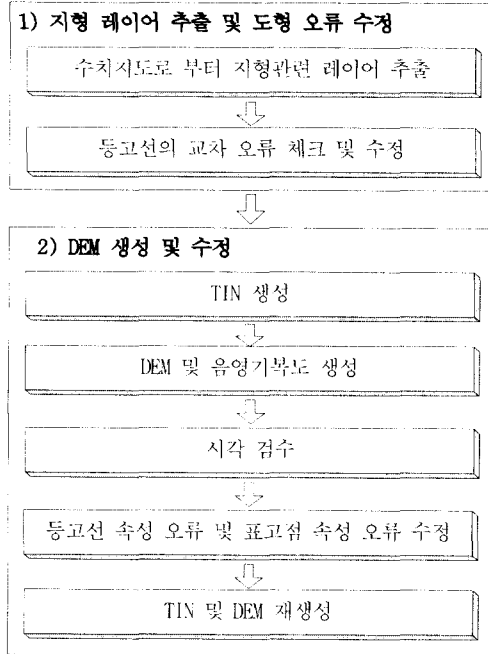 1) 지형 레이어 추출 및 도형 오류 수정
수치지도로 부터 지형관련 레이어 추출
등고선의 교차 오류 체크 및 수정
2) DEM 생성 및 수정
TIN 생성
DEM 및 음영기복도 생성
시각 검수
등고선 속성 오류 및 표고점 속성 오류 수정
TIN 및 DEM 재생성